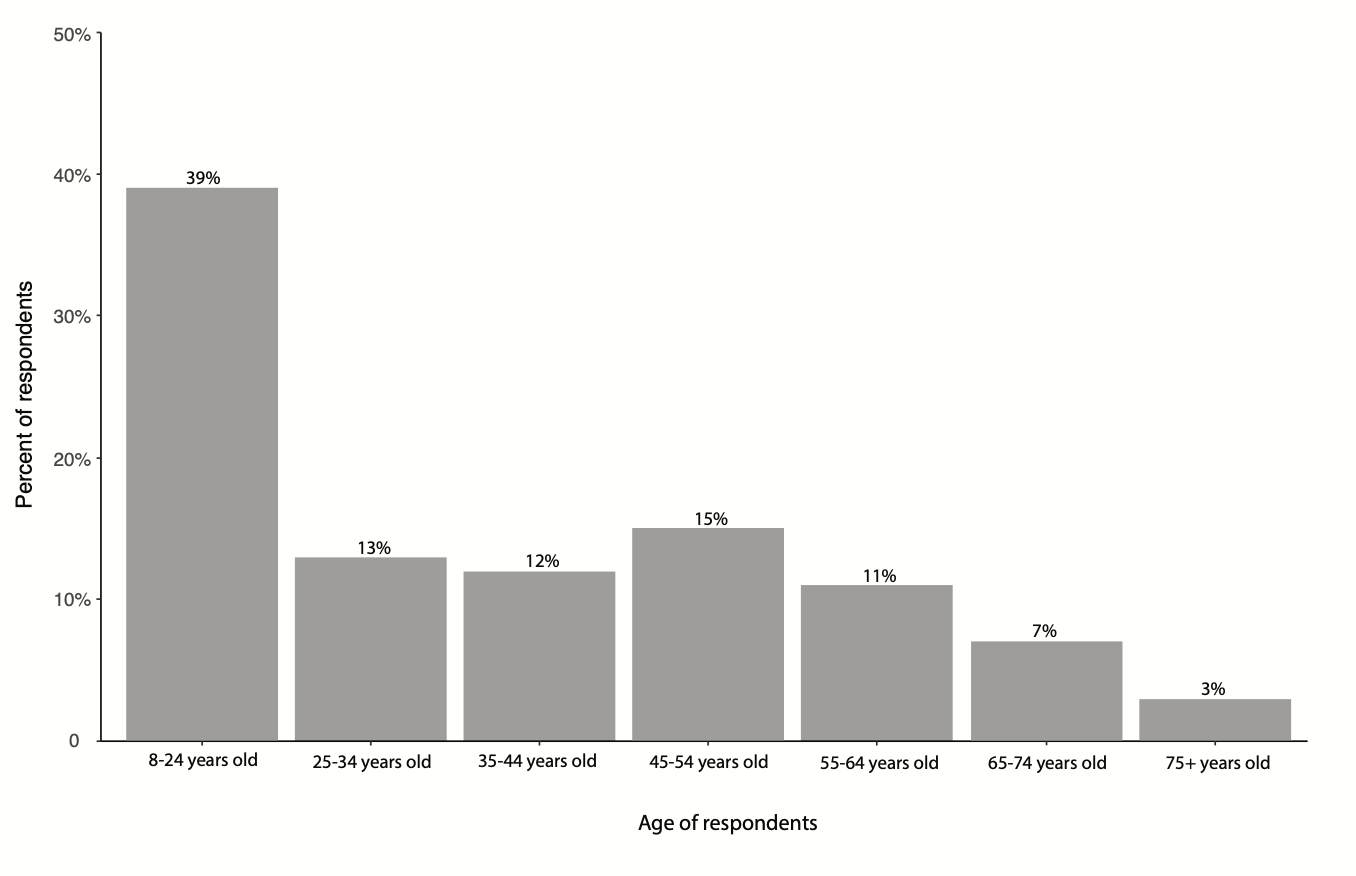 50%
40%
30%
20%
10%
0
Percent of respondents
39%
13%
12%
15%
11%
7%
3%
8-24 years old
25-34 years old
35-44 years old
45-54 years old
55-64 years old
65-74 years old
75+ years old
Age of respondents